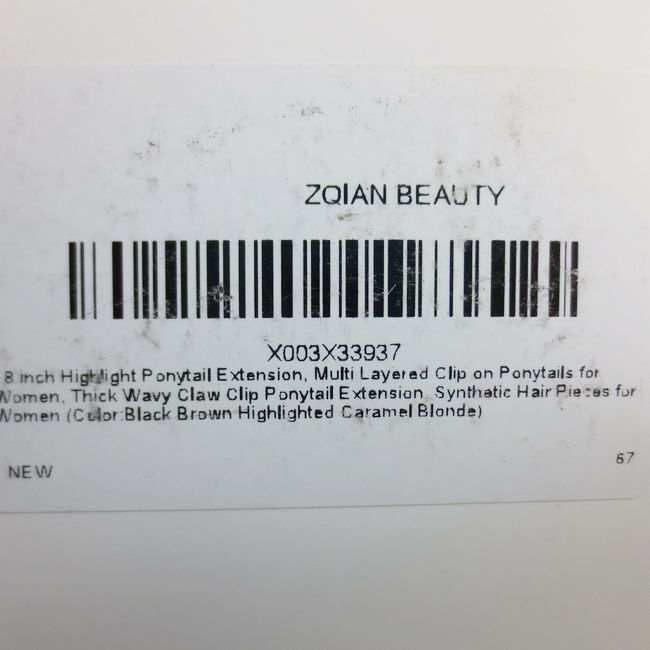 ZQIAN BEAUTY
X003X33937
8 inch Highlight Ponytail Extension, Multi Layered Clip on Ponytails for
Women, Thick Wavy Claw Clip Ponytail Extension, Synthetic Hair Pieces for
Women (Color:Black Brown Highlighted Caramel Blonde)
NEW
67